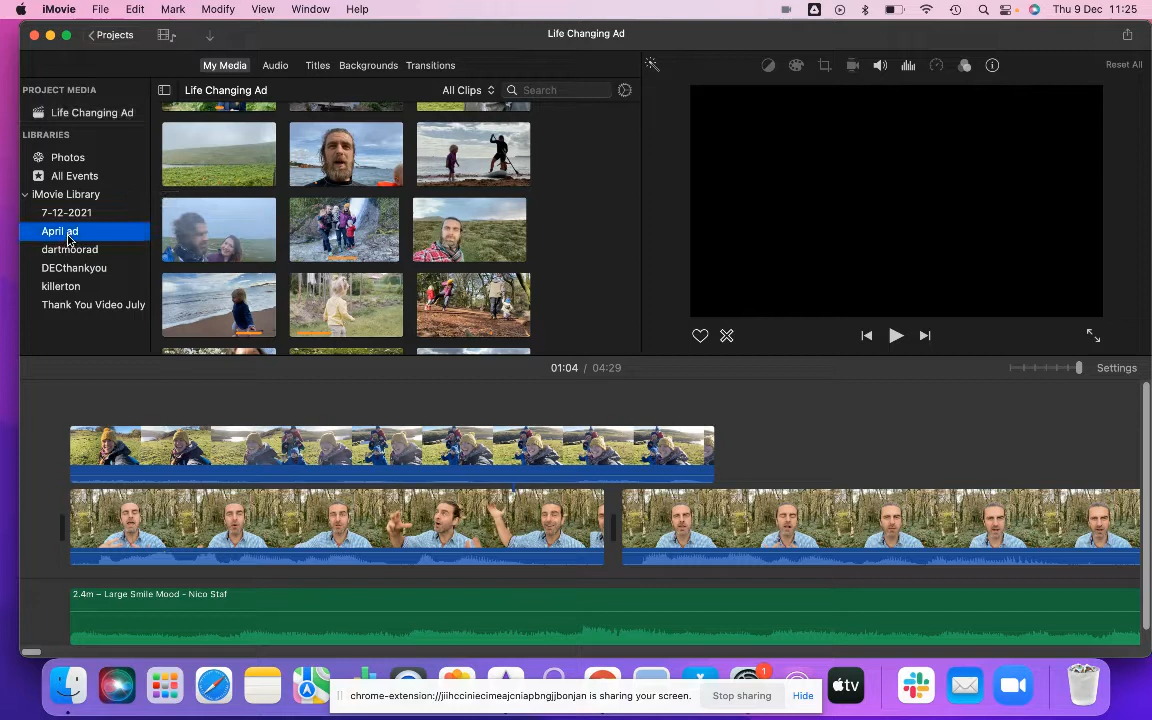 iMovie File Edit Mark Modify View Window Help Thu 9 Dec 11:25
Projects Life Changing Ad
My Media Audio Titles Backgrounds Transitions Reset All
PROJECT MEDIA Life Changing Ad All Clips Search
Life Changing Ad
LIBRARIES
Photos
All Events
iMovie Library
7-12-2021
April ad
dartmoorad
DECthankyou
killerton
Thank You Video July
01:04 / 04:29 Settings
2.4m – Large Smile Mood - Nico Staf
1
tv
chrome-extension://jiihcciniecimeajcniapbngjjbonjan is sharing your screen. Stop sharing Hide